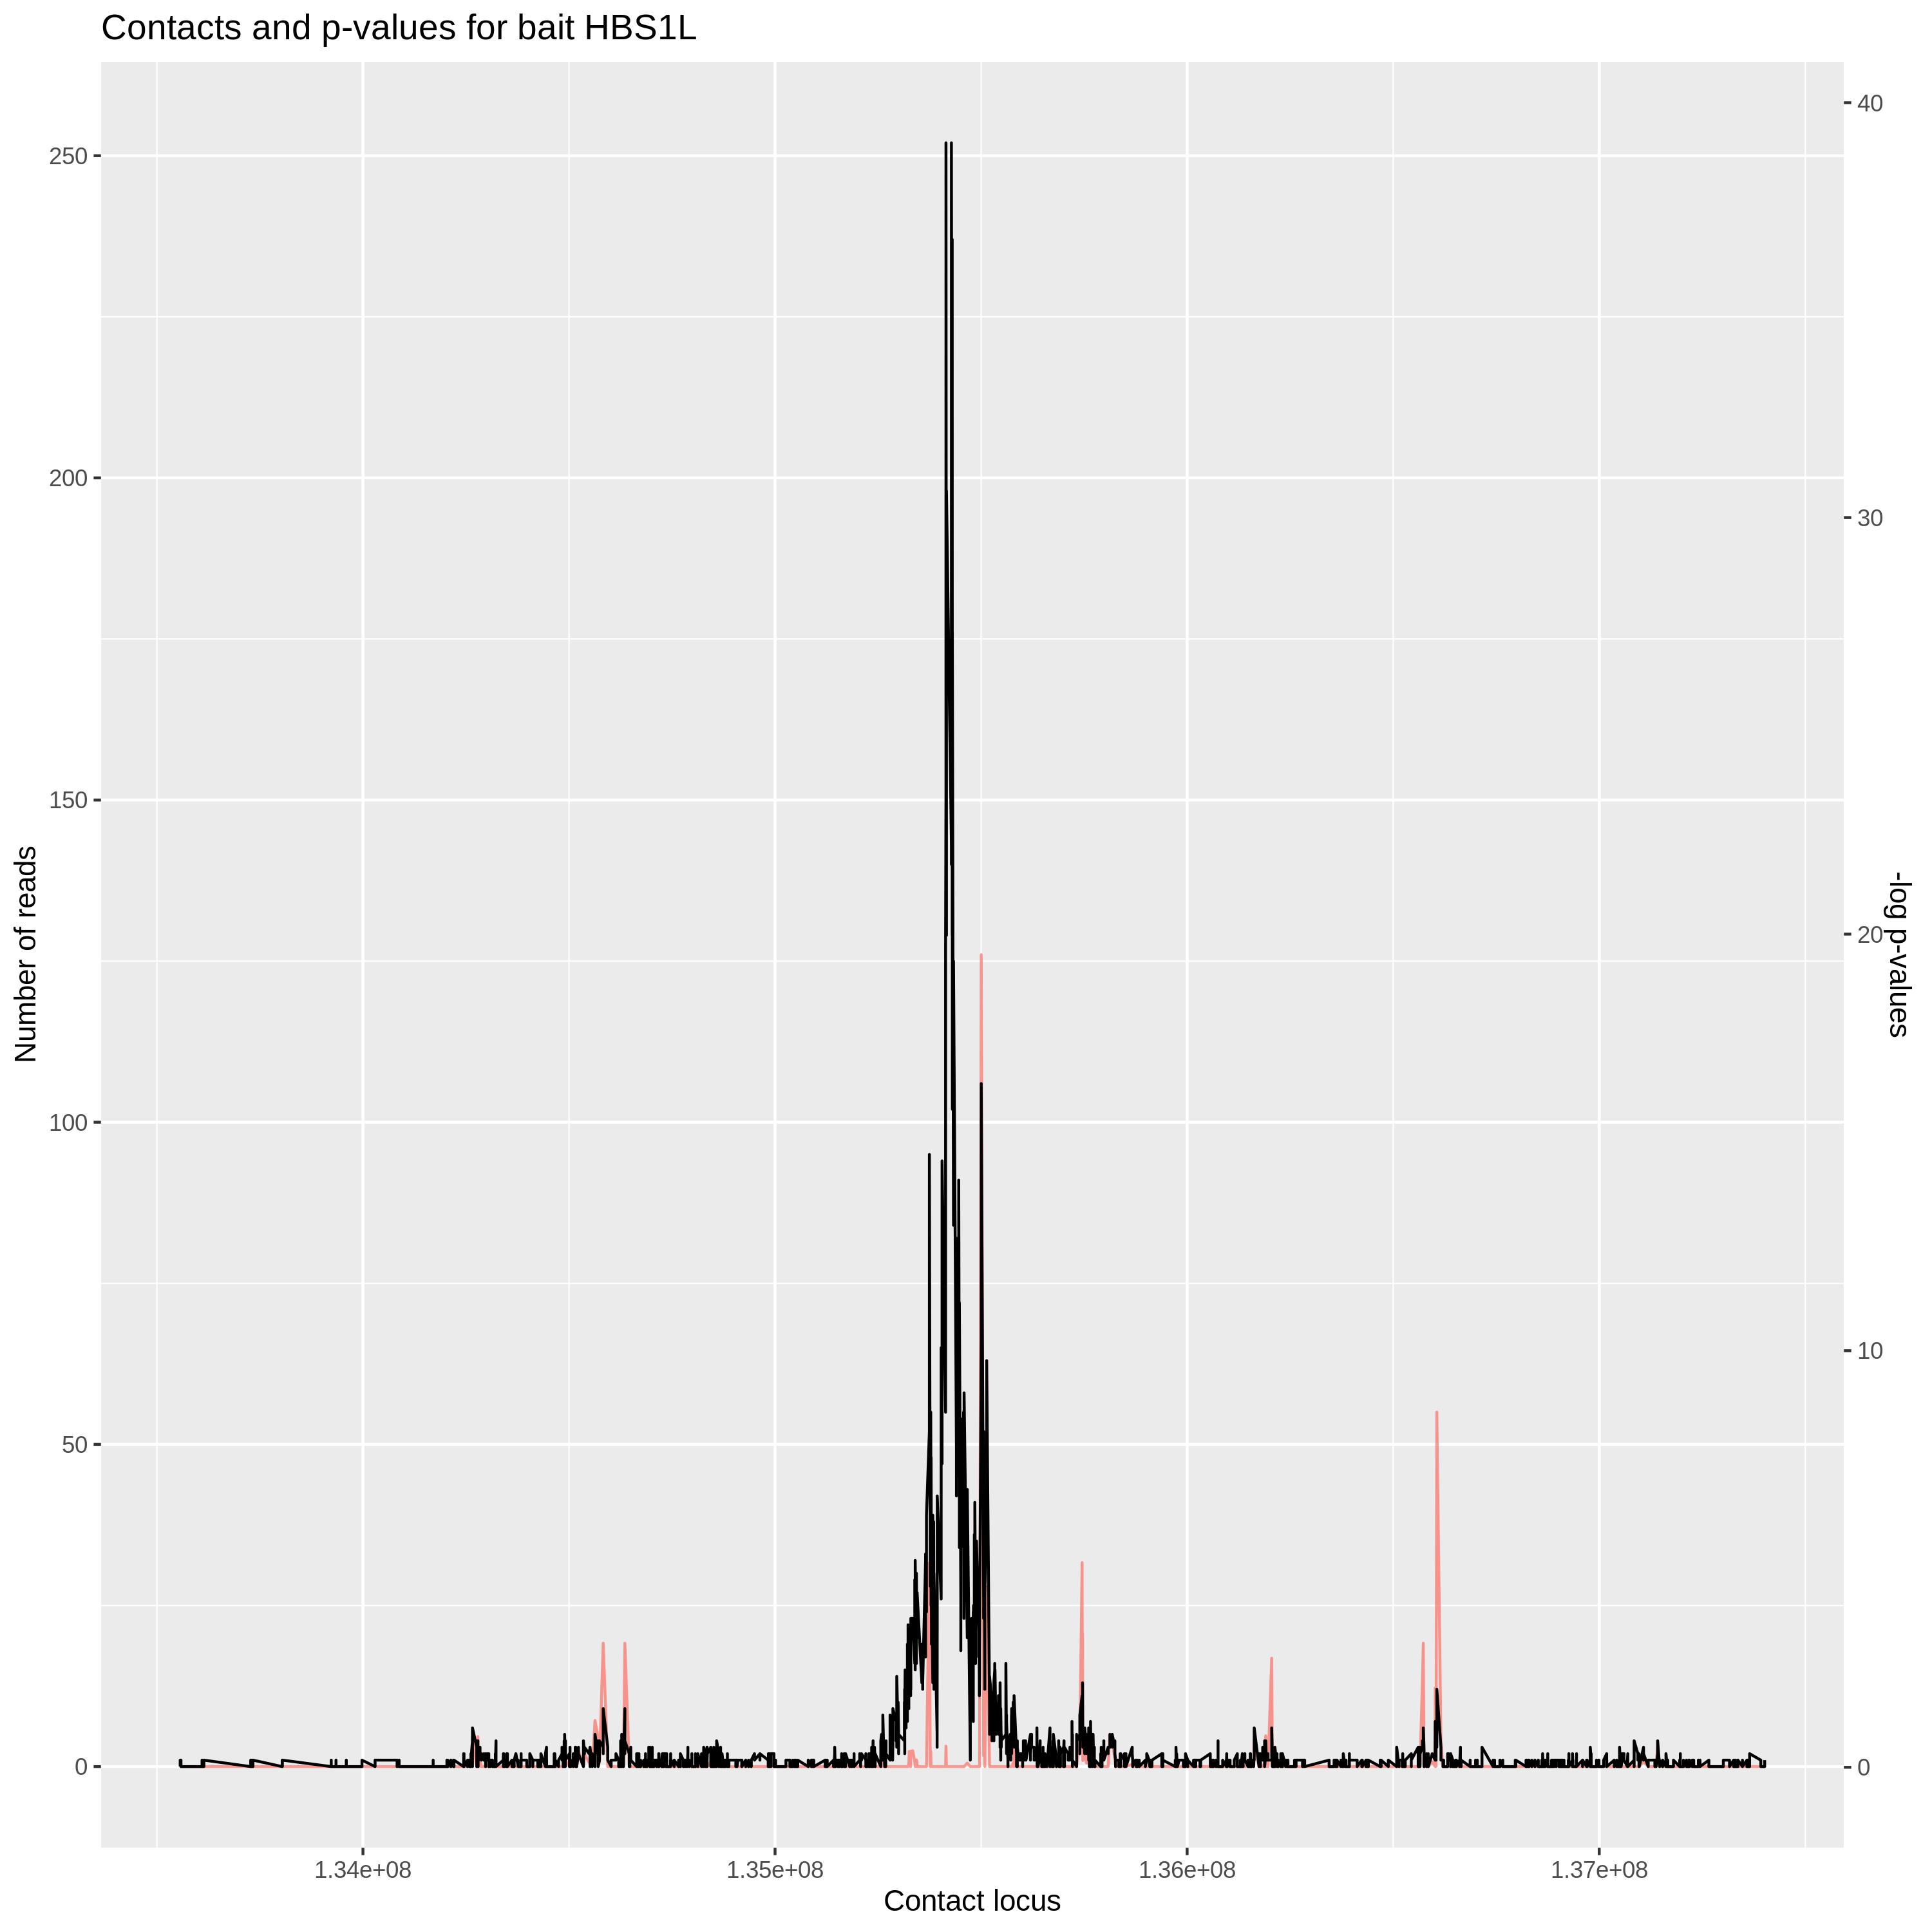 Contacts and p-values for bait HBS1L
250
200
150
100
50
0
Number of reads
40
30
20
10
0
-log p-values
1.34e+08 1.35e+08 1.36e+08 1.37e+08
Contact locus